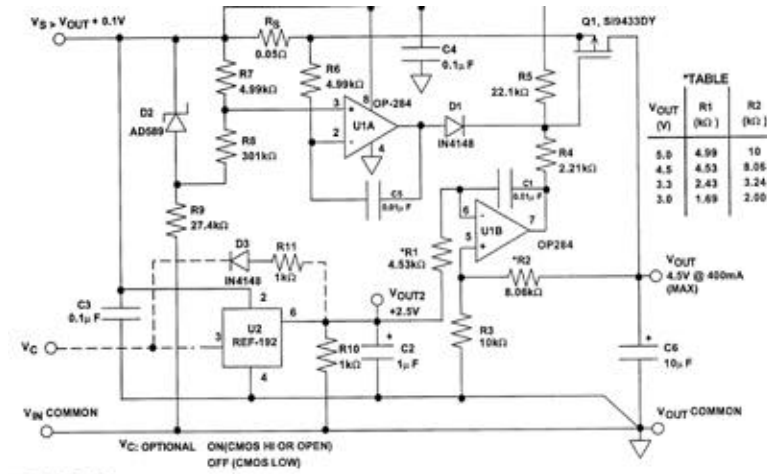 VS > VOUT + 0.1V
RS
0.05Ω
C4
0.1µF
Q1, SI9433DY
R7
4.99kΩ
R6
4.99kΩ
R5
22.1kΩ
D2
AD589
3
8
OP-284
U1A
2
4
D1
IN4148
R8
301kΩ
R4
2.21kΩ
*TABLE
VOUT
(V)
R1
(kΩ)
R2
(kΩ)
5.0 4.99 10
4.5 4.53 8.06
3.3 2.43 3.24
3.0 1.69 2.00
C5
0.01µF
C1
0.01µF
R9
27.4kΩ
6
7
U1B
5
OP284
D3
IN4148
R11
1kΩ
*R1
4.53kΩ
*R2
8.06kΩ
VOUT
4.5V @ 400mA
(MAX)
C3
0.1µF
2
U2
REF-192
6
3
4
VOUT2
+2.5V
R10
1kΩ
C2
1µF
R3
10kΩ
C6
10µF
VC
VIN COMMON
VOUT COMMON
VC: OPTIONAL ON(CMOS HI OR OPEN)
OFF (CMOS LOW)